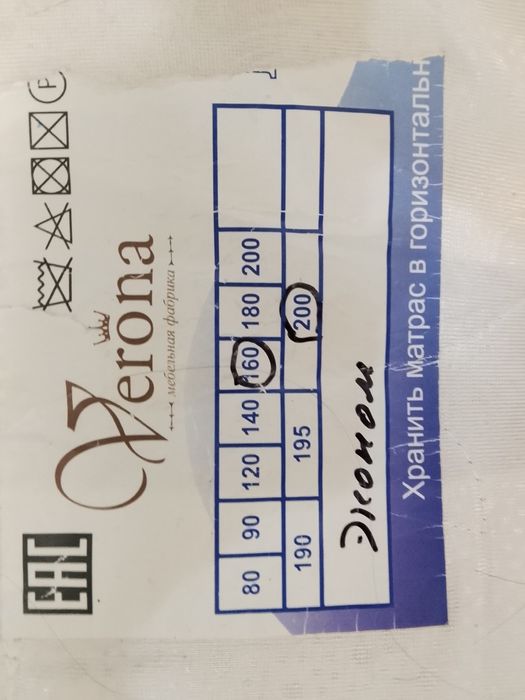 EAC
Verona
мебельная фабрика
P
80 90 120 140 160 180 200
190 195 200
эконом
Хранить матрас в горизонтальн